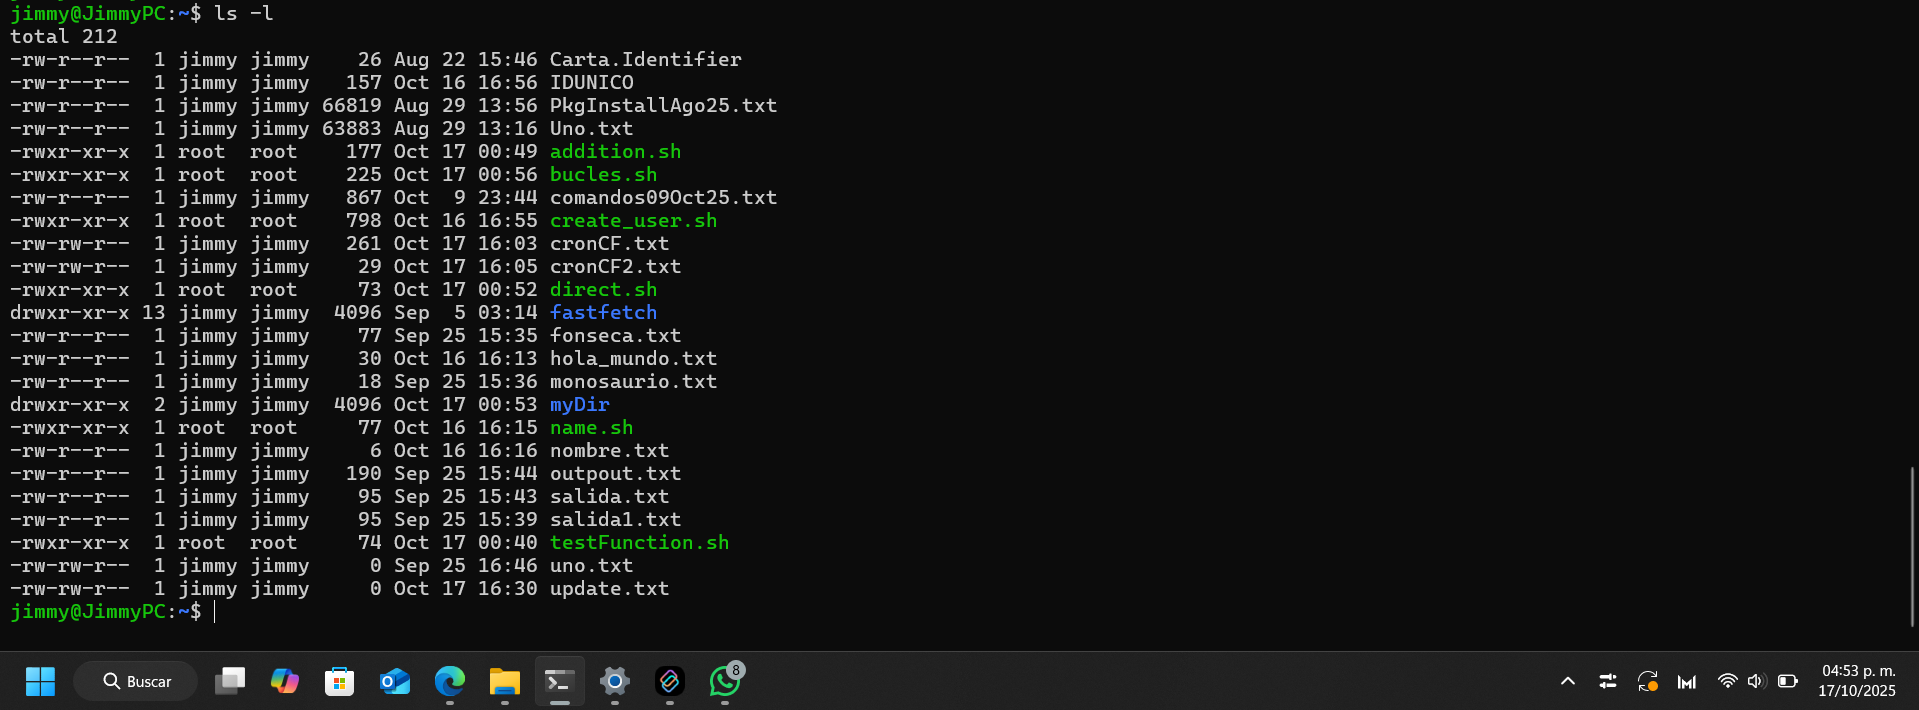 jimmy@JimmyPC:~$ ls -l
total 212
-rw-r--r-- 1 jimmy jimmy 26 Aug 22 15:46 Carta.Identifier
-rw-r--r-- 1 jimmy jimmy 157 Oct 16 16:56 IDUNICO
-rw-r--r-- 1 jimmy jimmy 66819 Aug 29 13:56 PkgInstallAgo25.txt
-rw-r--r-- 1 jimmy jimmy 63883 Aug 29 13:16 Uno.txt
-rwxr-xr-x 1 root root 177 Oct 17 00:49 addition.sh
-rwxr-xr-x 1 root root 225 Oct 17 00:56 bucles.sh
-rw-r--r-- 1 jimmy jimmy 867 Oct 9 23:44 comandos09Oct25.txt
-rwxr-xr-x 1 root root 798 Oct 16 16:55 create_user.sh
-rw-rw-r-- 1 jimmy jimmy 261 Oct 17 16:03 cronCF.txt
-rw-rw-r-- 1 jimmy jimmy 29 Oct 17 16:05 cronCF2.txt
-rwxr-xr-x 1 root root 73 Oct 17 00:52 direct.sh
drwxr-xr-x 13 jimmy jimmy 4096 Sep 5 03:14 fastfetch
-rw-r--r-- 1 jimmy jimmy 77 Sep 25 15:35 fonseca.txt
-rw-r--r-- 1 jimmy jimmy 30 Oct 16 16:13 hola_mundo.txt
-rw-r--r-- 1 jimmy jimmy 18 Sep 25 15:36 monosaurio.txt
drwxr-xr-x 2 jimmy jimmy 4096 Oct 17 00:53 myDir
-rwxr-xr-x 1 root root 77 Oct 16 16:15 name.sh
-rw-r--r-- 1 jimmy jimmy 6 Oct 16 16:16 nombre.txt
-rw-r--r-- 1 jimmy jimmy 190 Sep 25 15:44 outpout.txt
-rw-r--r-- 1 jimmy jimmy 95 Sep 25 15:43 salida.txt
-rw-r--r-- 1 jimmy jimmy 95 Sep 25 15:39 salida1.txt
-rwxr-xr-x 1 root root 74 Oct 17 00:40 testFunction.sh
-rw-rw-r-- 1 jimmy jimmy 0 Sep 25 16:46 uno.txt
-rw-rw-r-- 1 jimmy jimmy 0 Oct 17 16:30 update.txt
jimmy@JimmyPC:~$
Buscar
8
04:53 p. m.
17/10/2025